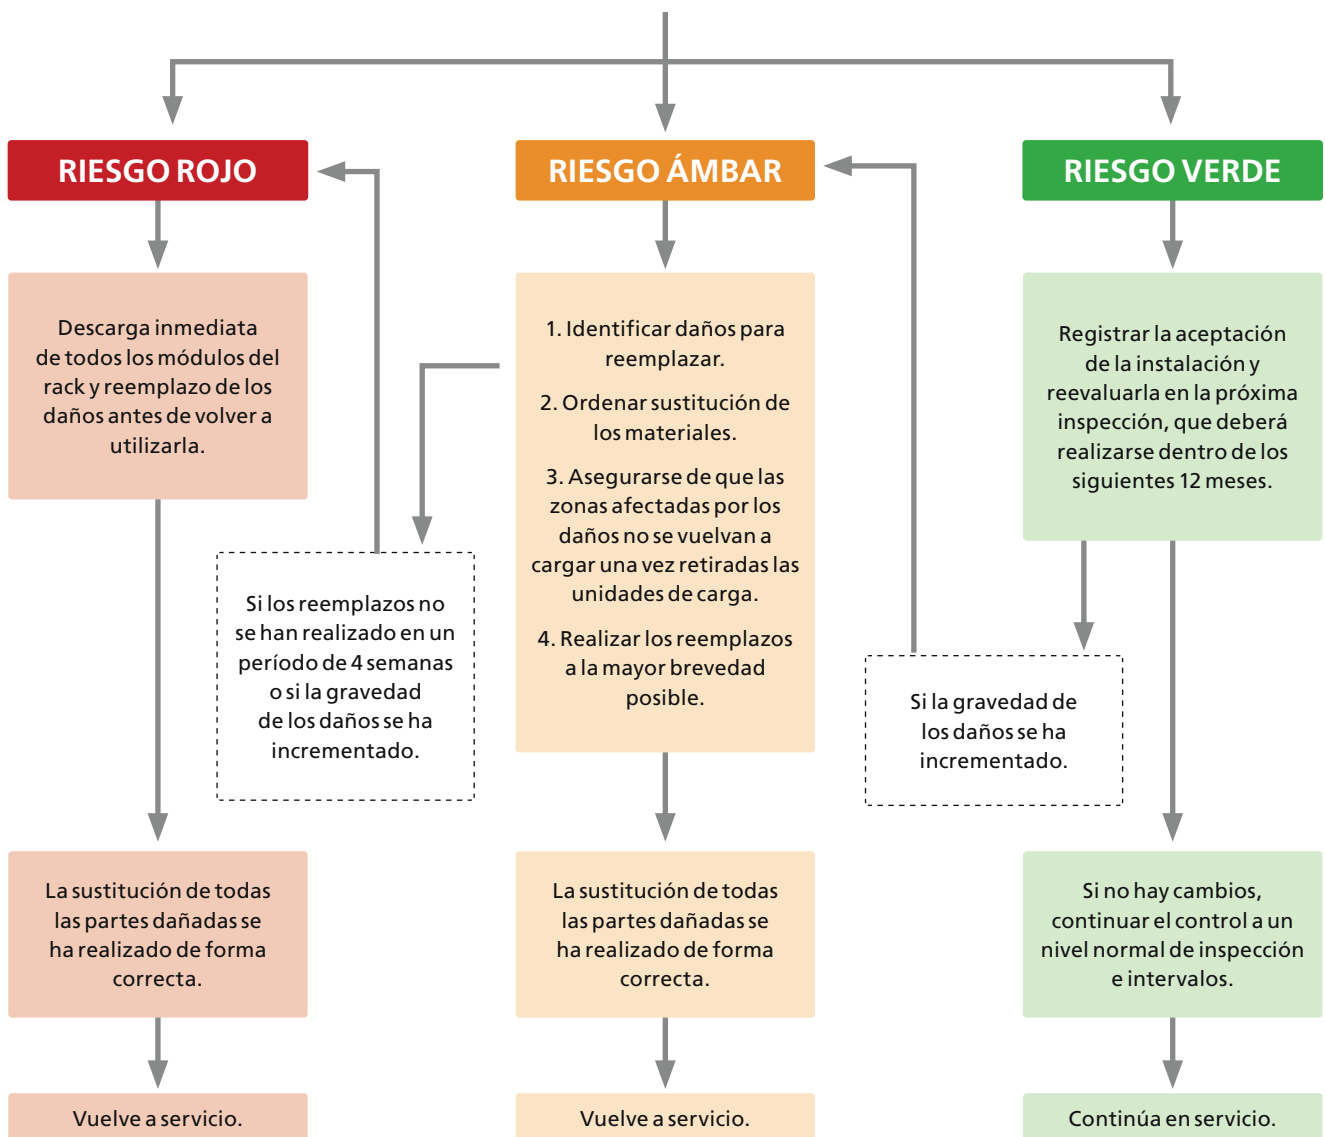 RIESGO ROJO
Descarga inmediata
de todos los módulos del
rack y reemplazo de los
daños antes de volver a
utilizarla.
Si los reemplazos no
se han realizado en un
período de 4 semanas
o si la gravedad
de los daños se ha
incrementado.
La sustitución de todas
las partes dañadas se
ha realizado de forma
correcta.
Vuelve a servicio.
RIESGO ÁMBAR
1. Identificar daños para
reemplazar.
2. Ordenar sustitución de
los materiales.
3. Asegurarse de que las
zonas afectadas por los
daños no se vuelvan a
cargar una vez retiradas las
unidades de carga.
4. Realizar los reemplazos
a la mayor brevedad
posible.
La sustitución de todas
las partes dañadas se
ha realizado de forma
correcta.
Vuelve a servicio.
RIESGO VERDE
Registrar la aceptación
de la instalación y
reevaluarla en la próxima
inspección, que deberá
realizarse dentro de los
siguientes 12 meses.
Si la gravedad de
los daños se ha
incrementado.
Si no hay cambios,
continuar el control a un
nivel normal de inspección
e intervalos.
Continúa en servicio.